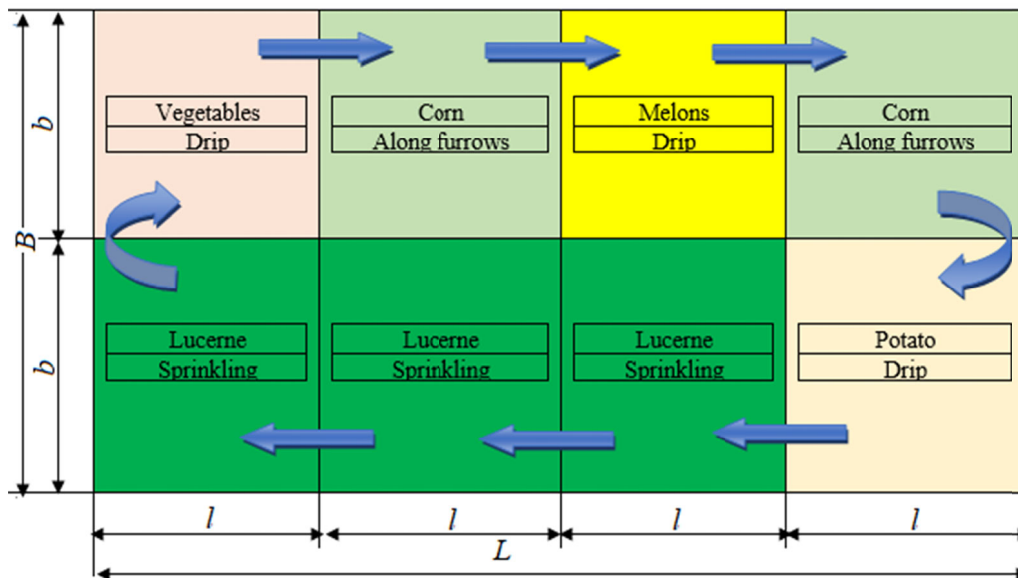 Vegetables
Drip
Corn
Along furrows
Melons
Drip
Corn
Along furrows
b
B
b
Lucerne
Sprinkling
Lucerne
Sprinkling
Lucerne
Sprinkling
Potato
Drip
l
l
l
l
L